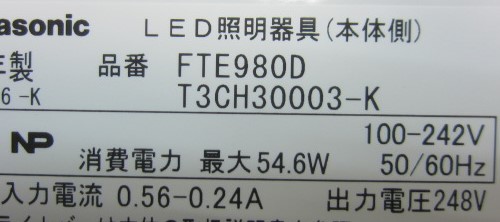 asonic LED照明器具(本体側)
年製 品番 FTE980D
6-K T3CH30003-K
NP 100-242V
消費電力 最大54.6W 50/60Hz
入力電流 0.56-0.24A 出力電圧248V